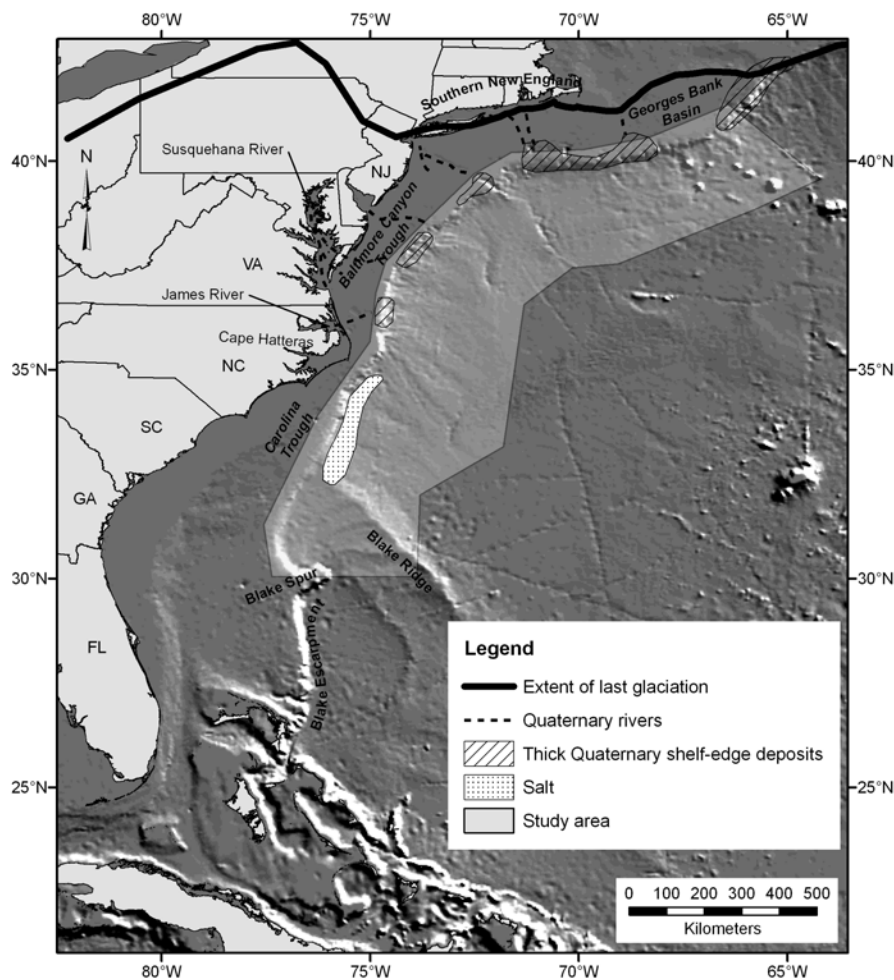 80°W 75°W 70°W 65°W
Southern New England
Georges Bank
Basin
Susquehana River
40°N
N
NJ
40°N
Baltimore Canyon
Trough
VA
James River
Cape Hatteras
35°N
NC
35°N
Carolina
Trough
SC
GA
Blake Ridge
30°N
Blake Spur
30°N
Blake Escarpment
FL
Legend
Extent of last glaciation
Quaternary rivers
Thick Quaternary shelf-edge deposits
25°N
Salt
25°N
Study area
0 100 200 300 400 500
Kilometers
80°W 75°W 70°W 65°W